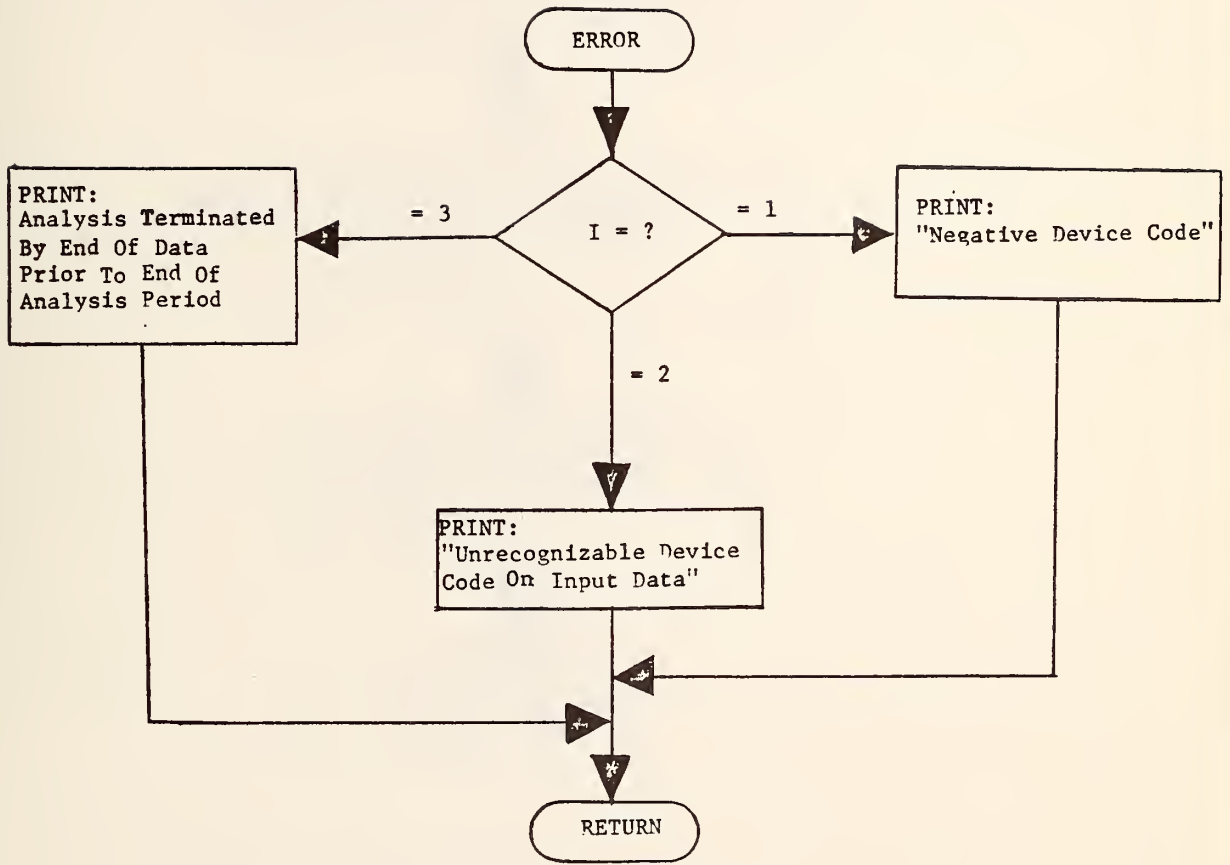 ERROR
I = ?
= 3
= 1
= 2
PRINT:
Analysis Terminated
By End Of Data
Prior To End Of
Analysis Period
PRINT:
"Negative Device Code"
PRINT:
"Unrecognizable Device
Code On Input Data"
RETURN